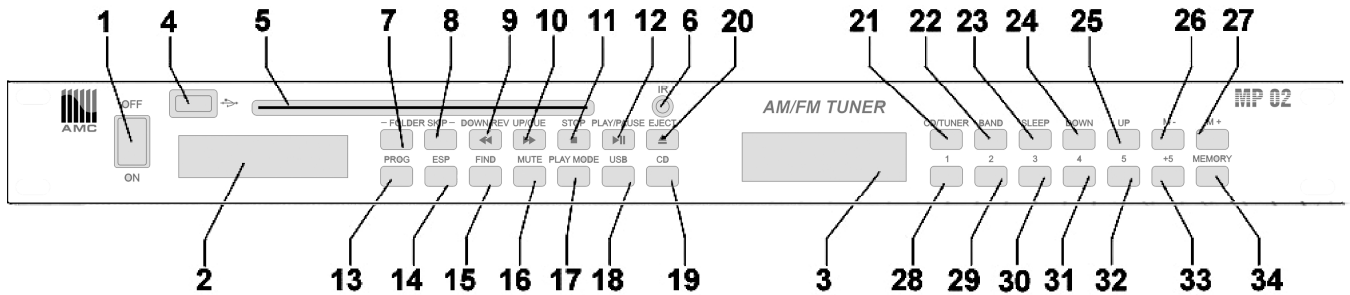 1 4 5 7 8 9 10 11 12 6 20 21 22 23 24 25 26 27
IR
AMC
OFF
ON
AM/FM TUNER
MP 02
– FOLDER SKIP – DOWN/REV UP/CUE STOP PLAY/PAUSE EJECT
CD/TUNER BAND SLEEP DOWN UP M - M +
PROG ESP FIND MUTE PLAY MODE USB CD
1 2 3 4 5 +5 MEMORY
2 13 14 15 16 17 18 19 3 28 29 30 31 32 33 34